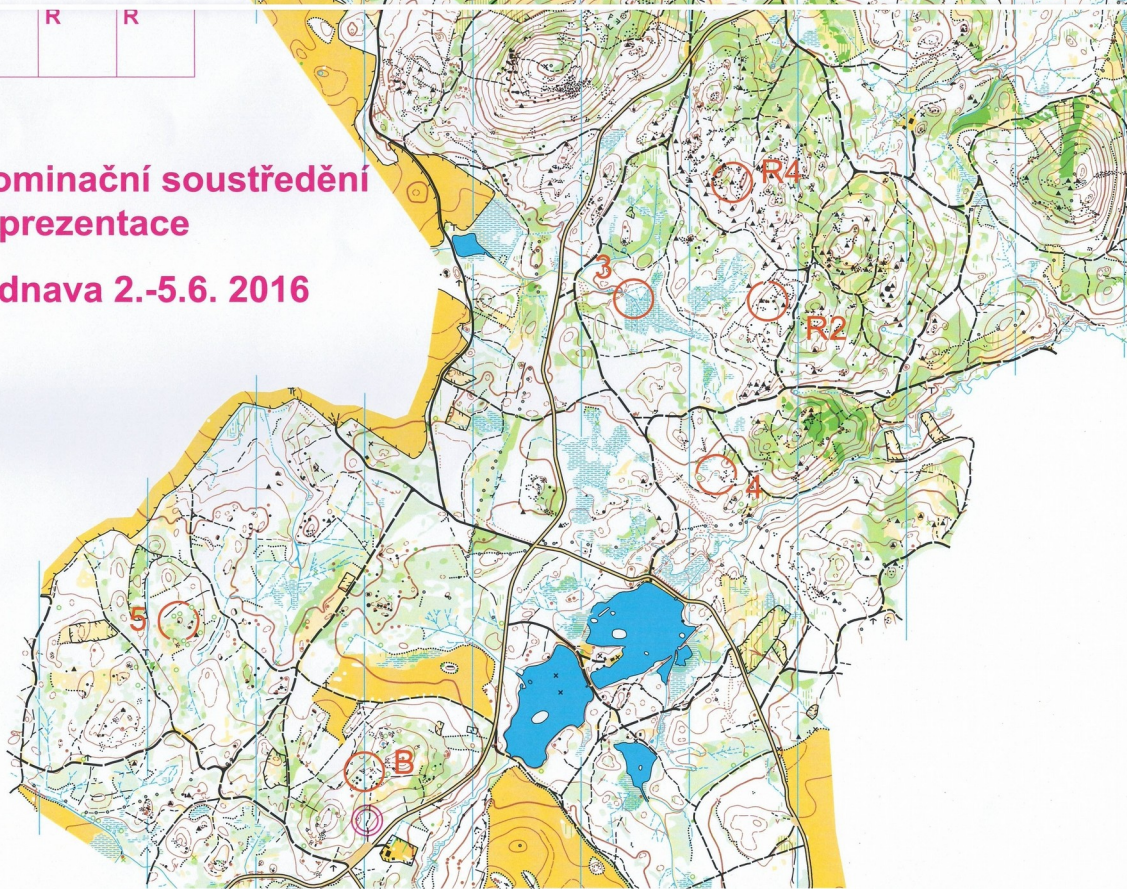 R R
ominační soustředění
prezentace
dnava 2.-5.6. 2016
R4
3
R2
4
5
B